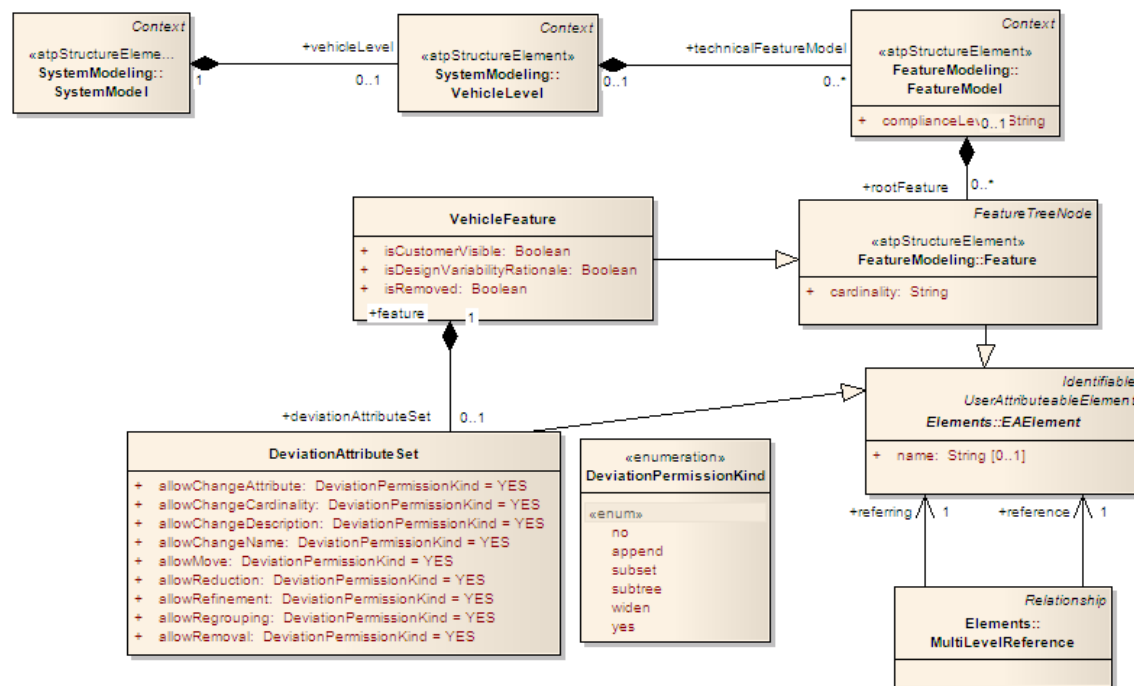 Context
«atpStructureEleme...
SystemModeling::
SystemModel
1
+vehicleLevel
0..1
Context
«atpStructureElement»
SystemModeling::
VehicleLevel
0..1
+technicalFeatureModel
0..*
Context
«atpStructureElement»
FeatureModeling::
FeatureModel
+ complianceLev 0..1 String
+rootFeature
0..*
FeatureTreeNode
«atpStructureElement»
FeatureModeling::Feature
+ cardinality: String
VehicleFeature
+ isCustomerVisible: Boolean
+ isDesignVariabilityRationale: Boolean
+ isRemoved: Boolean
+feature
1
+deviationAttributeSet
0..1
Identifiable
UserAttributeableElement
Elements::EAElement
+ name: String [0..1]
DeviationAttributeSet
+ allowChangeAttribute: DeviationPermissionKind = YES
+ allowChangeCardinality: DeviationPermissionKind = YES
+ allowChangeDescription: DeviationPermissionKind = YES
+ allowChangeName: DeviationPermissionKind = YES
+ allowMove: DeviationPermissionKind = YES
+ allowReduction: DeviationPermissionKind = YES
+ allowRefinement: DeviationPermissionKind = YES
+ allowRegrouping: DeviationPermissionKind = YES
+ allowRemoval: DeviationPermissionKind = YES
«enumeration»
DeviationPermissionKind
«enum»
no
append
subset
subtree
widen
yes
+referring
1
+reference
1
Relationship
Elements::
MultiLevelReference